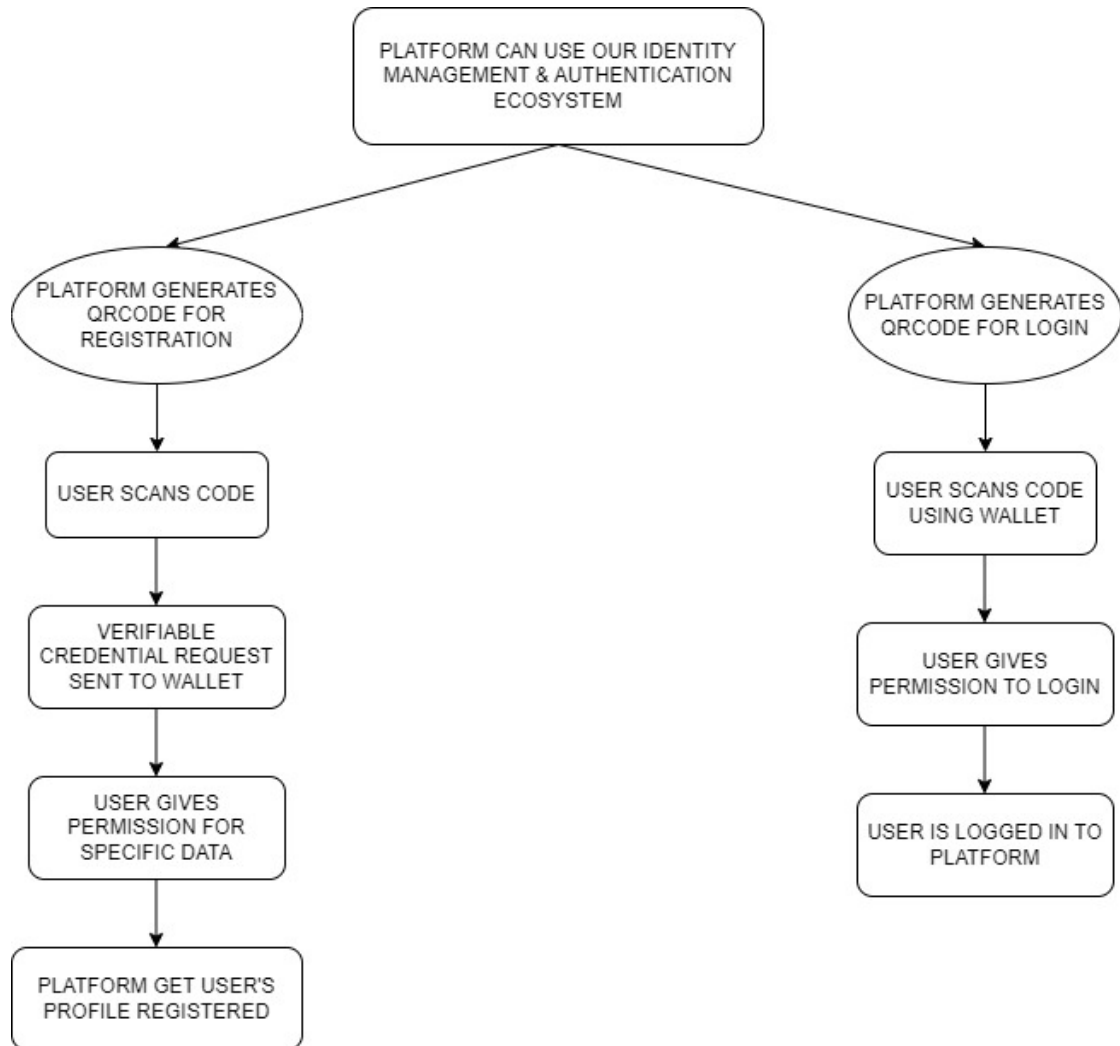 PLATFORM CAN USE OUR IDENTITY
MANAGEMENT & AUTHENTICATION
ECOSYSTEM
PLATFORM GENERATES
QRCODE FOR
REGISTRATION
USER SCANS CODE
VERIFIABLE
CREDENTIAL REQUEST
SENT TO WALLET
USER GIVES
PERMISSION FOR
SPECIFIC DATA
PLATFORM GET USER'S
PROFILE REGISTERED
PLATFORM GENERATES
QRCODE FOR LOGIN
USER SCANS CODE
USING WALLET
USER GIVES
PERMISSION TO LOGIN
USER IS LOGGED IN TO
PLATFORM